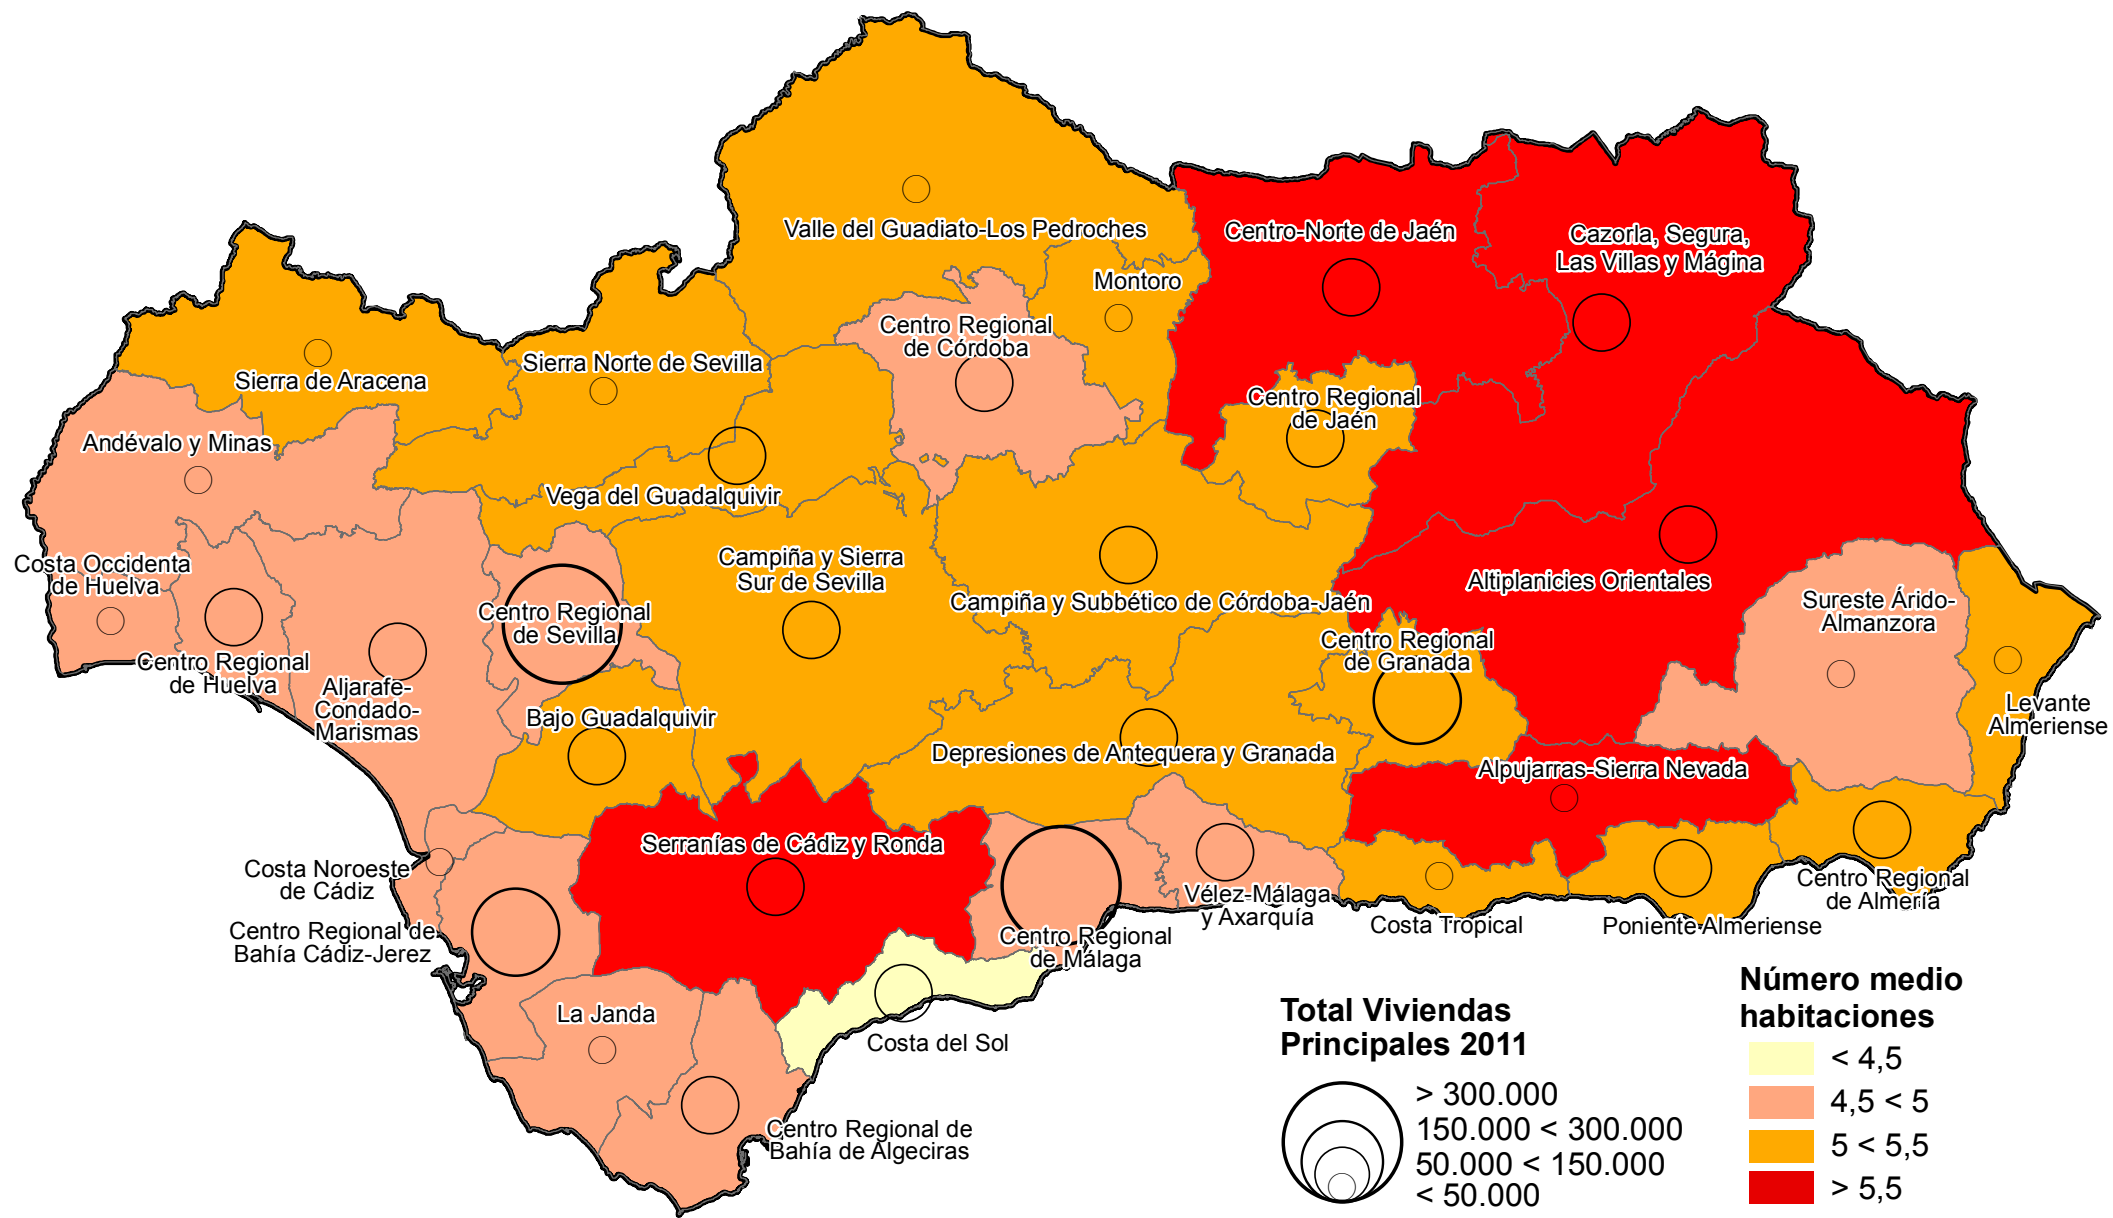 Valle del Guadiato-Los Pedroches
Centro-Norte de Jaén
Cazorla, Segura,
Las Villas y Mágina
Montoro
Centro Regional
de Córdoba
Sierra de Aracena
Sierra Norte de Sevilla
Centro Regional
de Jaén
Andévalo y Minas
Vega del Guadalquivir
Costa Occidenta
de Huelva
Campiña y Sierra
Sur de Sevilla
Centro Regional
de Sevilla
Campiña y Subbético de Córdoba-Jaén
Altiplanicies Orientales
Sureste Árido-
Almanzora
Centro Regional
de Granada
Centro Regional
de Huelva
Aljarafe-
Condado-
Marismas
Bajo Guadalquivir
Depresiones de Antequera y Granada
Levante
Almeriense
Alpujarras-Sierra Nevada
Serranías de Cádiz y Ronda
Costa Noroeste
de Cádiz
Vélez-Málaga
y Axarquía
Centro Regional
de Almería
Costa Tropical
Poniente Almeriense
Centro Regional de
Bahía Cádiz-Jerez
Centro Regional
de Málaga
La Janda
Costa del Sol
Centro Regional de
Bahía de Algeciras
Total Viviendas
Principales 2011
> 300.000
150.000 < 300.000
50.000 < 150.000
< 50.000
Número medio
habitaciones
< 4,5
4,5 < 5
5 < 5,5
> 5,5